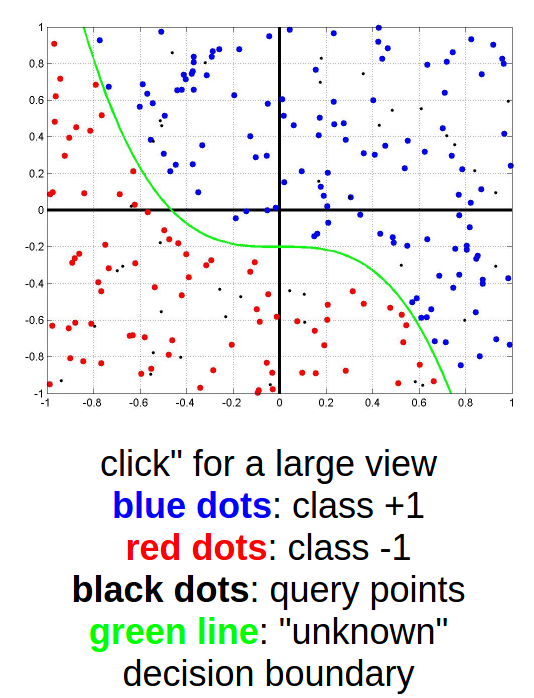 1
0.8
0.6
0.4
0.2
0
-0.2
-0.4
-0.6
-0.8
-1
-1 -0.8 -0.6 -0.4 -0.2 0 0.2 0.4 0.6 0.8 1
click" for a large view
blue dots: class +1
red dots: class -1
black dots: query points
green line: "unknown"
decision boundary